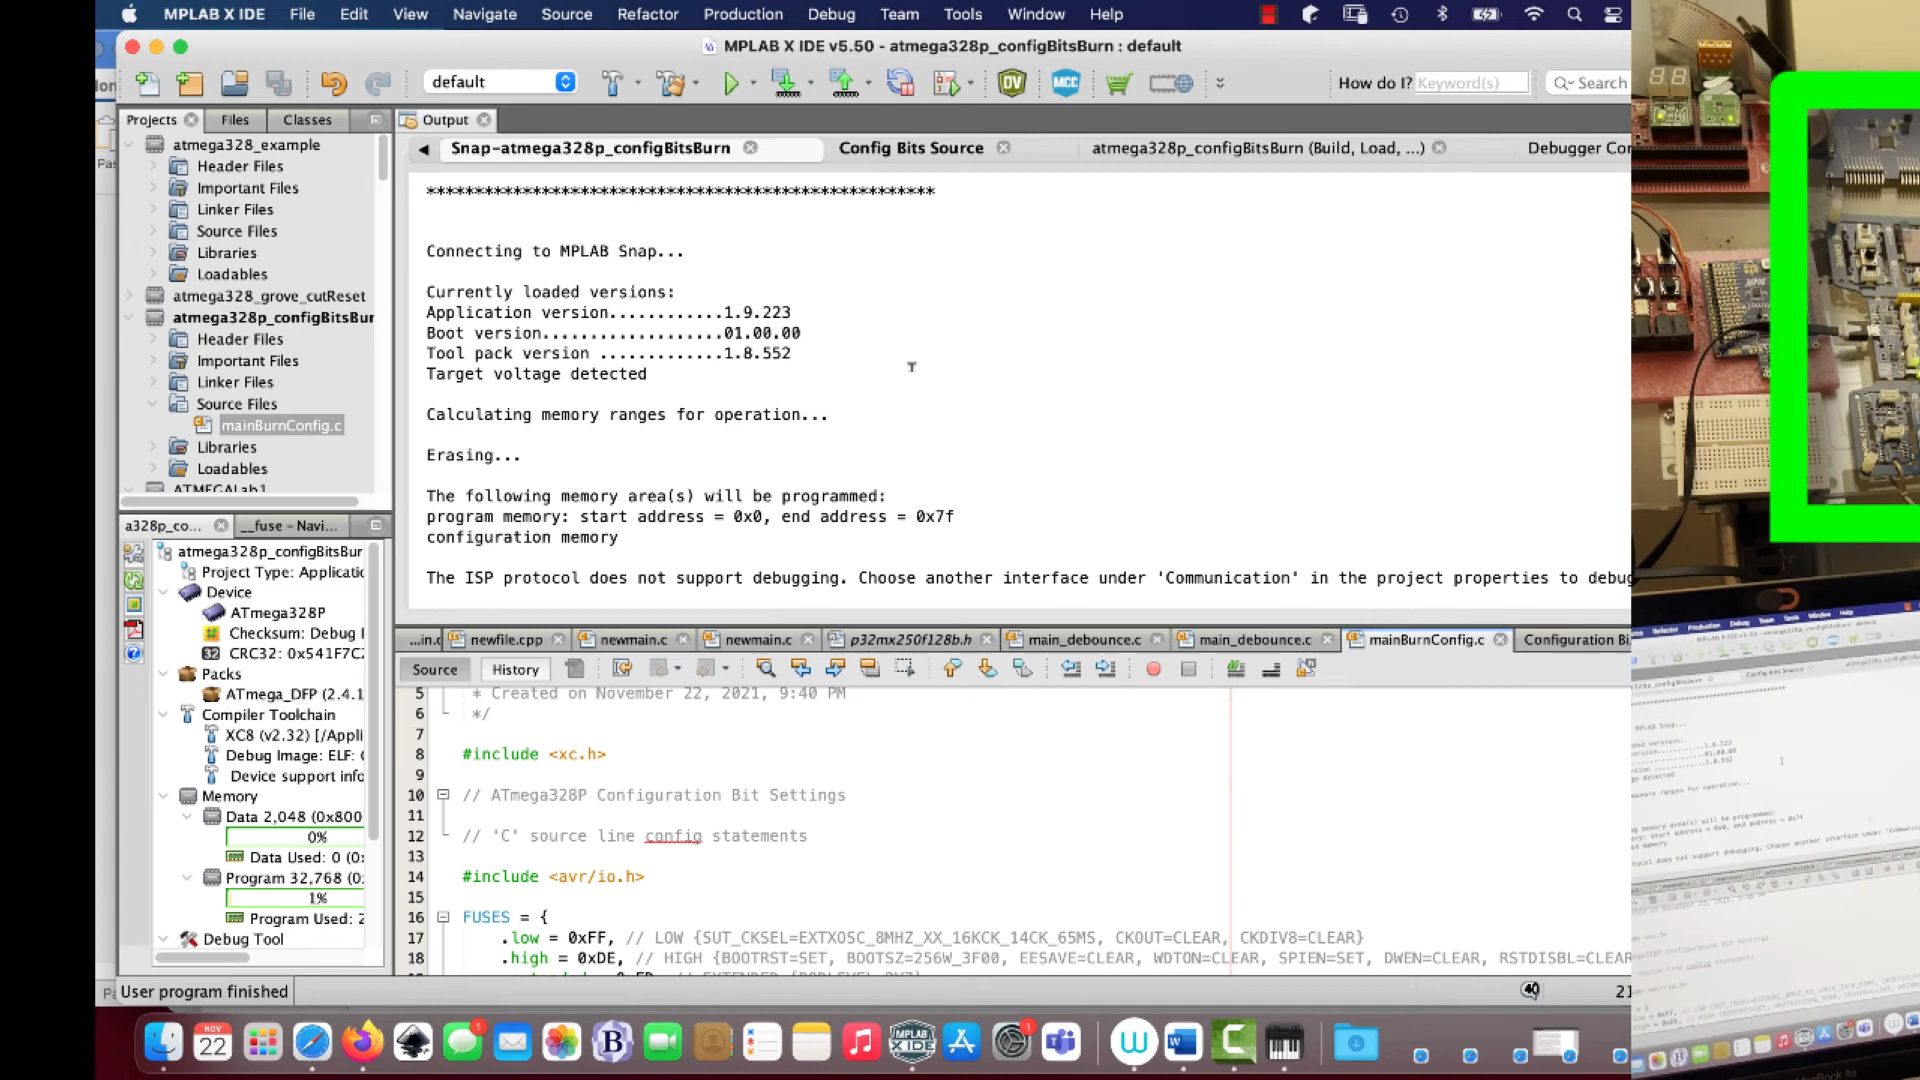 MPLAB X IDE File Edit View Navigate Source Refactor Production Debug Team Tools Window Help
MPLAB X IDE v5.50 - atmega328p_configBitsBurn : default
default
How do I? Keyword(s)
Search
Projects Files Classes
Output
Snap-atmega328p_configBitsBurn
Config Bits Source
atmega328p_configBitsBurn (Build, Load, ...)
Debugger Co
atmega328_example
Header Files
Important Files
Linker Files
Source Files
Libraries
Loadables
atmega328_grove_cutReset
atmega328p_configBitsBur
Header Files
Important Files
Linker Files
Source Files
mainBurnConfig.c
Libraries
Loadables
ATMEGALab1
*****************************************************
Connecting to MPLAB Snap...
Currently loaded versions:
Application version............1.9.223
Boot version...................01.00.00
Tool pack version .............1.8.552
Target voltage detected
Calculating memory ranges for operation...
Erasing...
The following memory area(s) will be programmed:
program memory: start address = 0x0, end address = 0x7f
configuration memory
The ISP protocol does not support debugging. Choose another interface under 'Communication' in the project properties to debug
a328p_co... __fuse - Navi...
atmega328p_configBitsBur
Project Type: Applicatic
Device
ATmega328P
Checksum: Debug I
CRC32: 0x541F7C2
Packs
ATmega_DFP (2.4.1
Compiler Toolchain
XC8 (v2.32) [/Appli
Debug Image: ELF: (
Device support info
Memory
Data 2,048 (0x800
0%
Data Used: 0 (0:
Program 32,768 (0:
1%
Program Used: 2
Debug Tool
...in.c newfile.cpp newmain.c newmain.c p32mx250f128b.h main_debounce.c main_debounce.c mainBurnConfig.c Configuration Bi
Source History
5 * Created on November 22, 2021, 9:40 PM
6 */
7
8 #include <xc.h>
9
10 // ATmega328P Configuration Bit Settings
11
12 // 'C' source line config statements
13
14 #include <avr/io.h>
15
16 FUSES = {
17 .low = 0xFF, // LOW {SUT_CKSEL=EXTXOSC_8MHZ_XX_16KCK_14CK_65MS, CKOUT=CLEAR, CKDIV8=CLEAR}
18 .high = 0xDE, // HIGH {BOOTRST=SET, BOOTSZ=256W_3F00, EESAVE=CLEAR, WDTON=CLEAR, SPIEN=SET, DWEN=CLEAR, RSTDISBL=CLEAR
User program finished
NOV
22